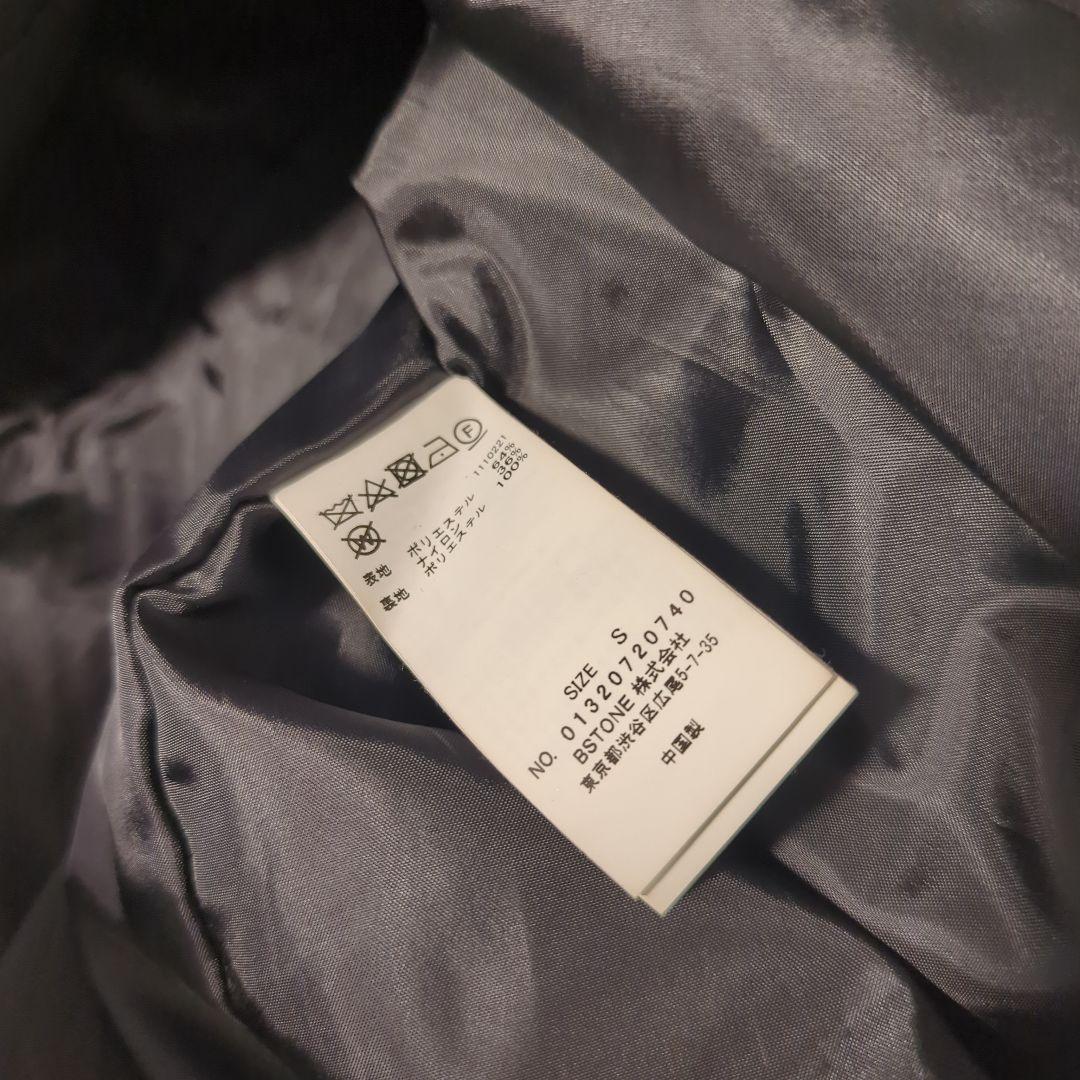 F
W
1110221
表地 ポリエステル 64%
ナイロン 36%
裏地 ポリエステル 100%
SIZE S
NO. 01320720740
BSTONE 株式会社
東京都渋谷区広尾5-7-35
中国製